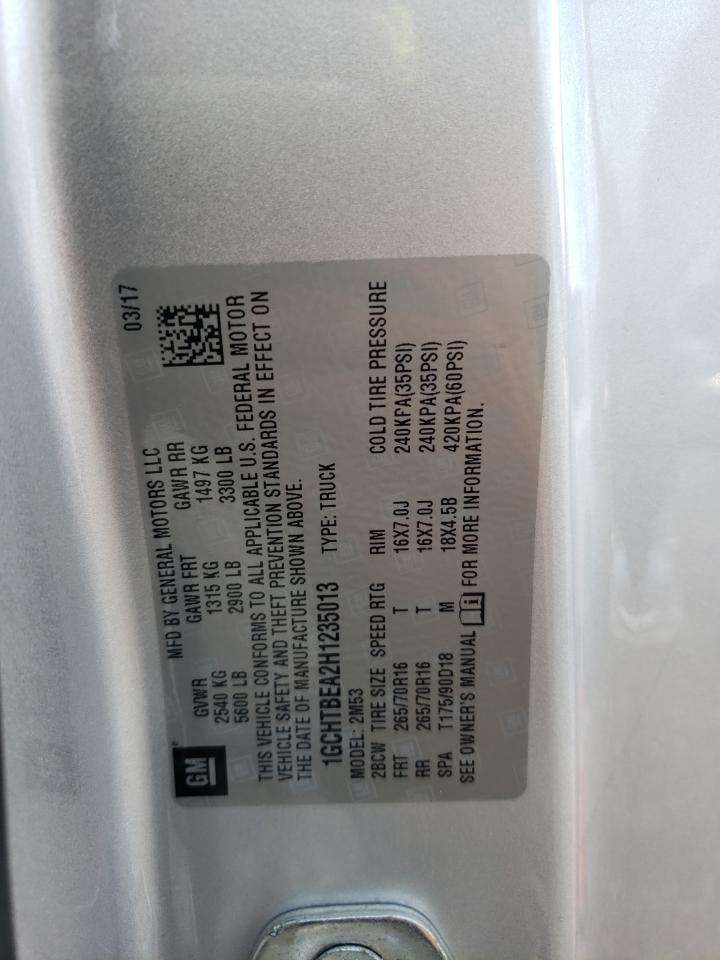 GM
MFD BY GENERAL MOTORS LLC 03/17
GVWR GAWR FRT GAWR RR
2540 KG 1315 KG 1497 KG
5600 LB 2900 LB 3300 LB
THIS VEHICLE CONFORMS TO ALL APPLICABLE U.S. FEDERAL MOTOR
VEHICLE SAFETY AND THEFT PREVENTION STANDARDS IN EFFECT ON
THE DATE OF MANUFACTURE SHOWN ABOVE.
1GCHTBEA2H1235013 TYPE: TRUCK
MODEL: 2M53
2BCW TIRE SIZE SPEED RTG RIM COLD TIRE PRESSURE
FRT 265/70R16 T 16X7.0J 240KPA(35PSI)
RR 265/70R16 T 16X7.0J 240KPA(35PSI)
SPA T175/90D18 M 18X4.5B 420KPA(60PSI)
SEE OWNER'S MANUAL FOR MORE INFORMATION.